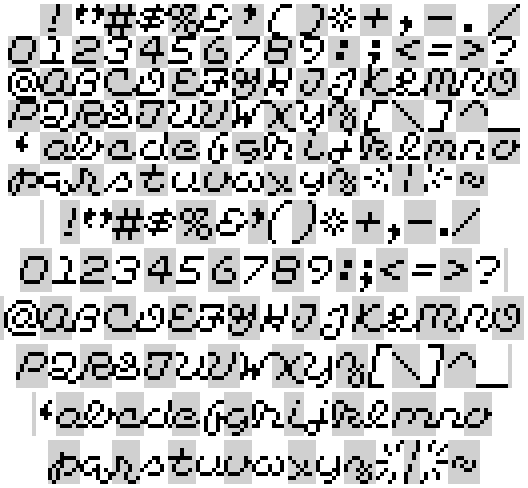 !"#$%&'()*+,-./
0123456789:;<=>?
@ABCDEFGHIJKLMNO
PQRSTUVWXYZ[\]^_
`abcdefghijklmno
pqrstuvwxyz{|}~
!"#$%&'()*+,-./
0123456789:;<=>?
@ABCDEFGHIJKLMNO
PQRSTUVWXYZ[\]^_
`abcdefghijklmno
pqrstuvwxyz{|}~